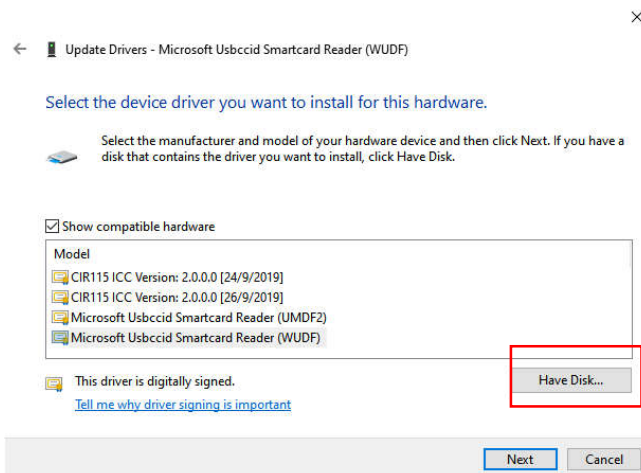 Update Drivers - Microsoft Usbccid Smartcard Reader (WUDF)
Select the device driver you want to install for this hardware.
Select the manufacturer and model of your hardware device and then click Next. If you have a
disk that contains the driver you want to install, click Have Disk.
Show compatible hardware
Model
CIR115 ICC Version: 2.0.0.0 [24/9/2019]
CIR115 ICC Version: 2.0.0.0 [26/9/2019]
Microsoft Usbccid Smartcard Reader (UMDF2)
Microsoft Usbccid Smartcard Reader (WUDF)
This driver is digitally signed.
Have Disk...
Tell me why driver signing is important
Next Cancel